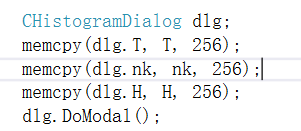 CHistogramDialog dlg;
memcpy(dlg.T, T, 256);
memcpy(dlg.nk, nk, 256);
memcpy(dlg.H, H, 256);
dlg.DoModal();